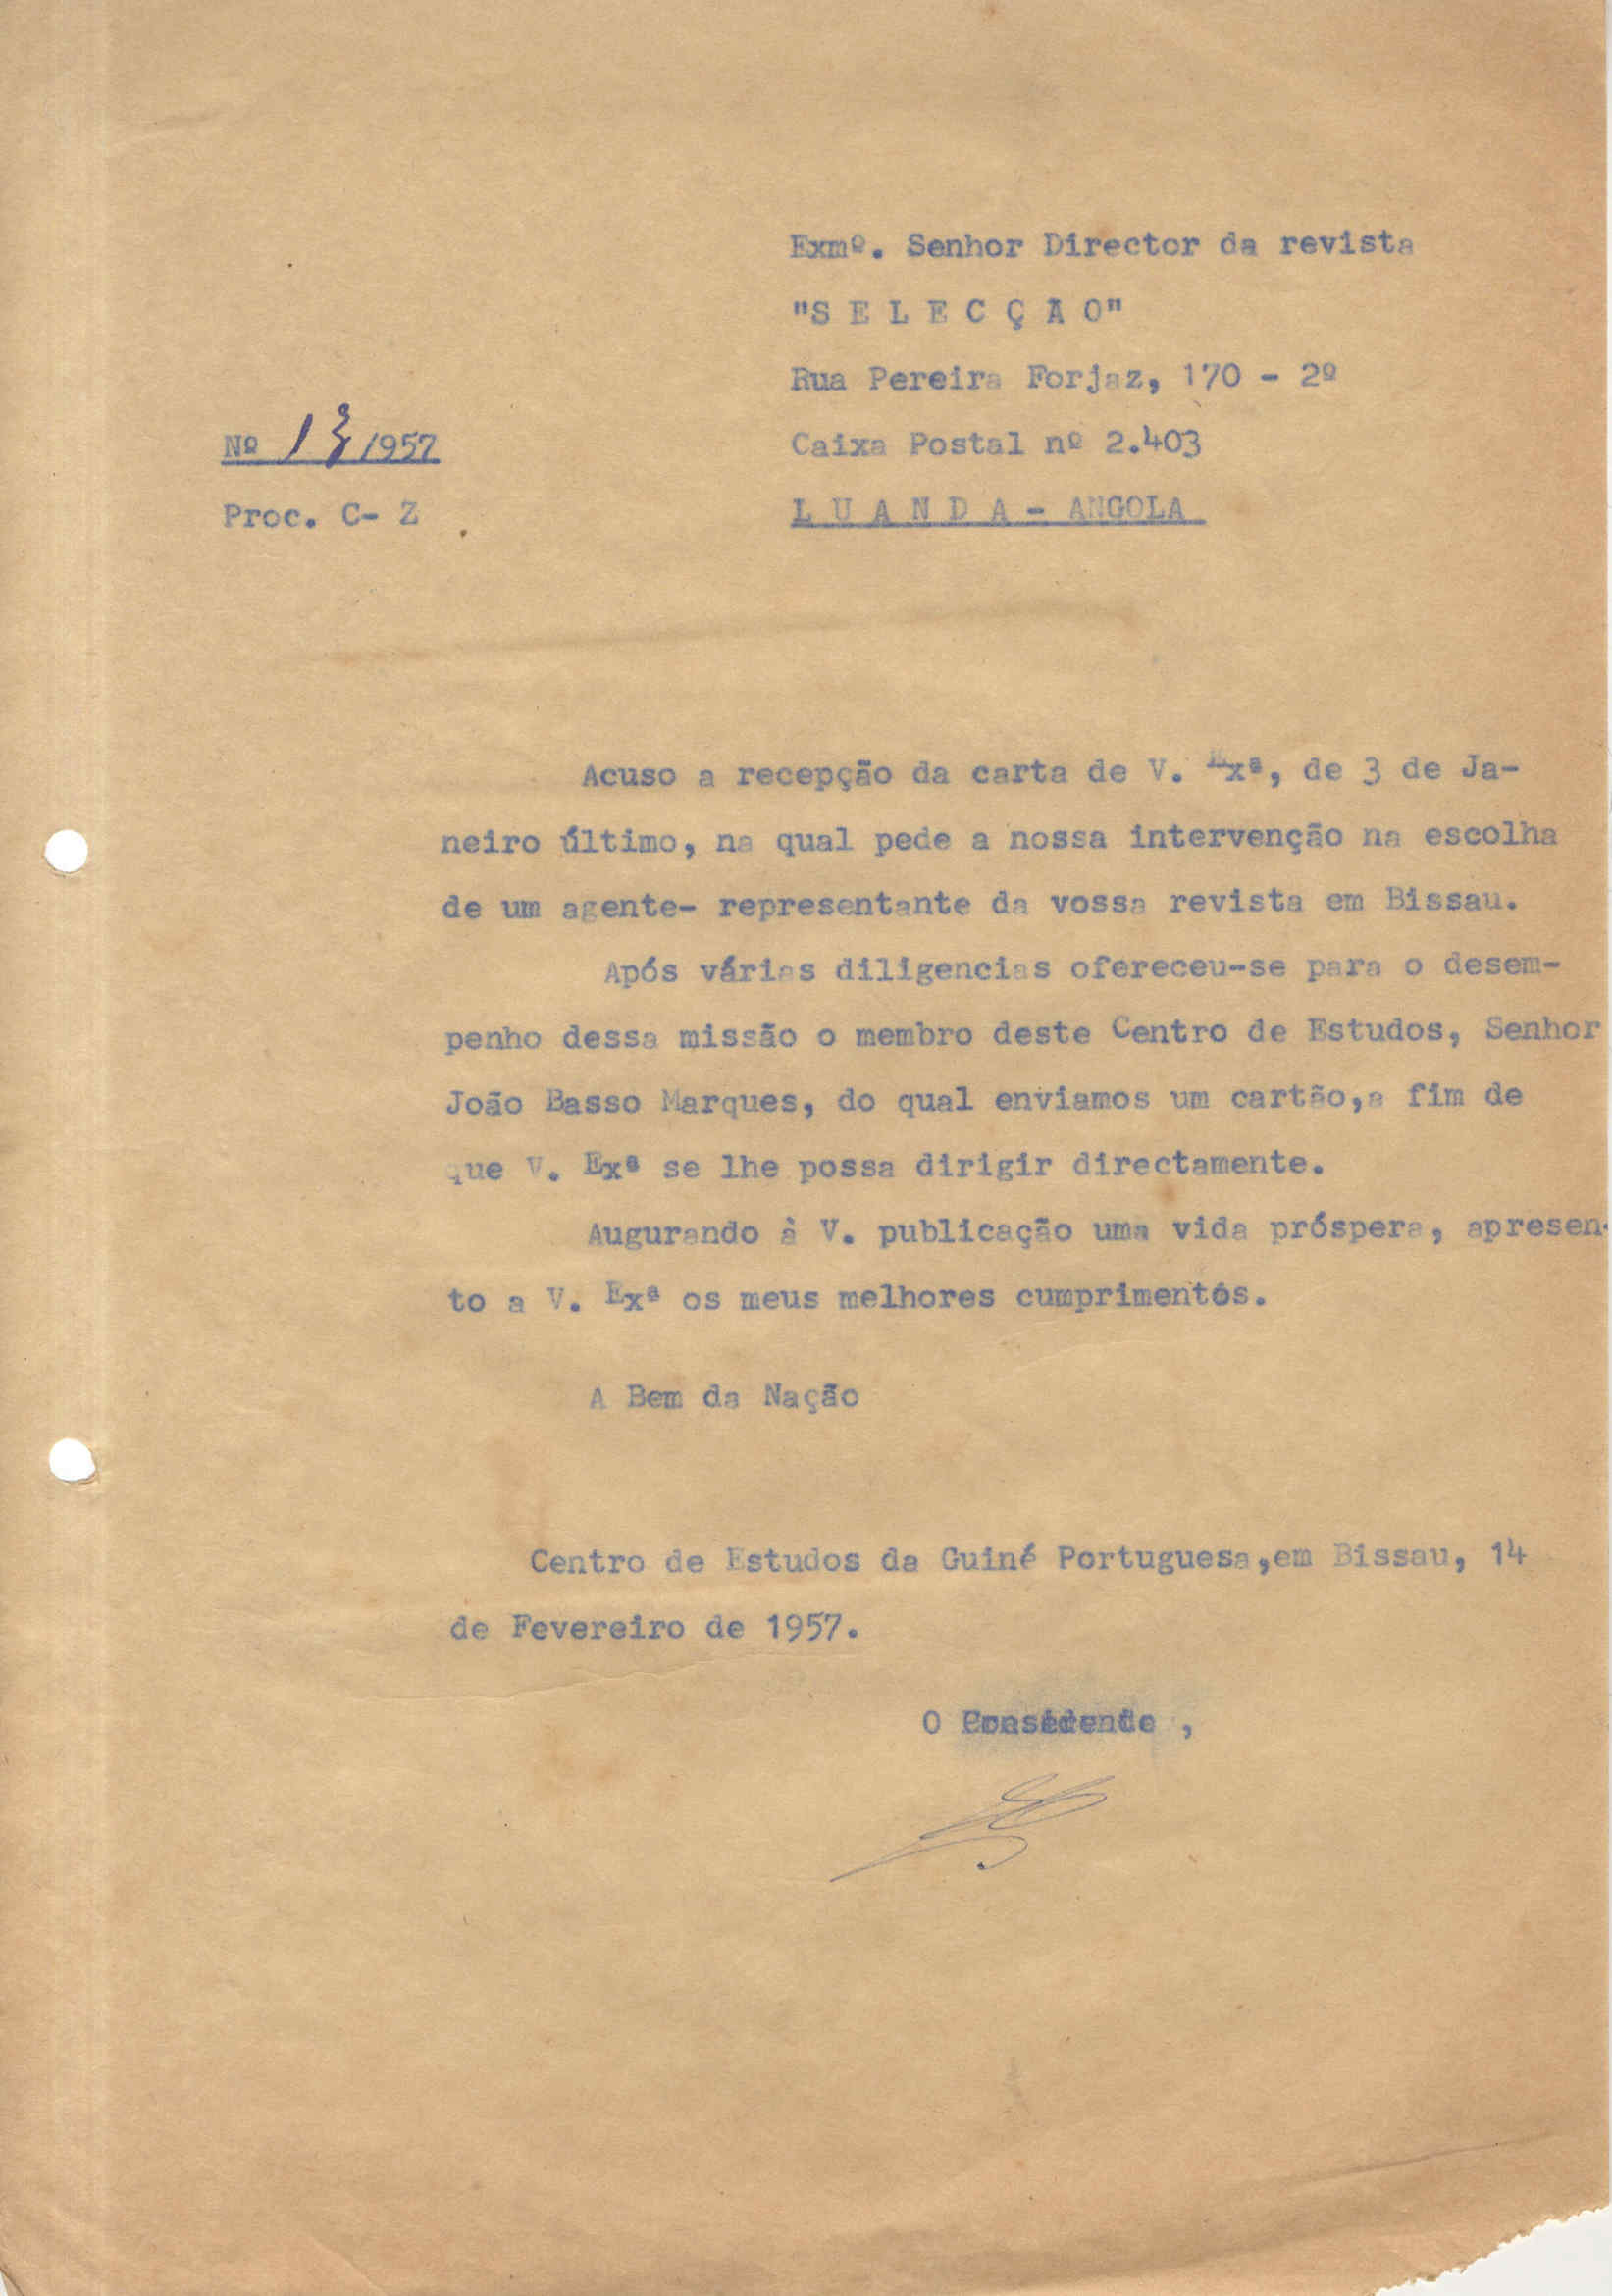 Exmº. Senhor Director da revista
"S E L E C Ç Ã O"
Rua Pereira Forjaz, 170 - 2º
Nº 13/1957
Caixa Postal nº 2.403
Proc. C- Z
L U A N D A - ANGOLA
Acuso a recepção da carta de V. Exª, de 3 de Ja-
neiro último, na qual pede a nossa intervenção na escolha
de um agente- representante da vossa revista em Bissau.
Após várias diligencias ofereceu-se para o desem-
penho dessa missão o membro deste Centro de Estudos, Senhor
João Basso Marques, do qual enviamos um cartão,a fim de
que V. Exª se lhe possa dirigir directamente.
Augurando à V. publicação uma vida próspera, apresen-
to a V. Exª os meus melhores cumprimentos.
A Bem da Nação
Centro de Estudos da Guiné Portuguesa,em Bissau, 14
de Fevereiro de 1957.
O Presidente ,